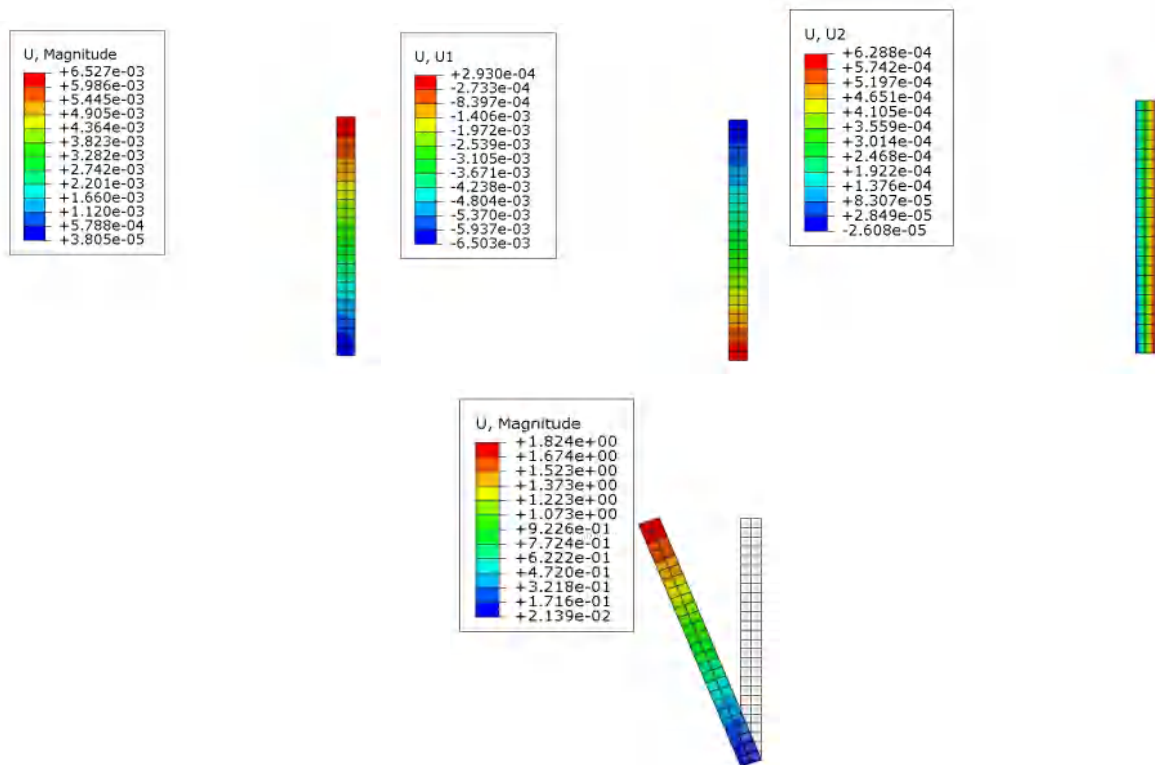 U, Magnitude
+6.527e-03
+5.986e-03
+5.445e-03
+4.905e-03
+4.364e-03
+3.823e-03
+3.282e-03
+2.742e-03
+2.201e-03
+1.660e-03
+1.120e-03
+5.788e-04
+3.805e-05
U, U1
+2.930e-04
-2.733e-04
-8.397e-04
-1.406e-03
-1.972e-03
-2.539e-03
-3.105e-03
-3.671e-03
-4.238e-03
-4.804e-03
-5.370e-03
-5.937e-03
-6.503e-03
U, U2
+6.288e-04
+5.742e-04
+5.197e-04
+4.651e-04
+4.105e-04
+3.559e-04
+3.014e-04
+2.468e-04
+1.922e-04
+1.376e-04
+8.307e-05
+2.849e-05
-2.608e-05
U, Magnitude
+1.824e+00
+1.674e+00
+1.523e+00
+1.373e+00
+1.223e+00
+1.073e+00
+9.226e-01
+7.724e-01
+6.222e-01
+4.720e-01
+3.218e-01
+1.716e-01
+2.139e-02